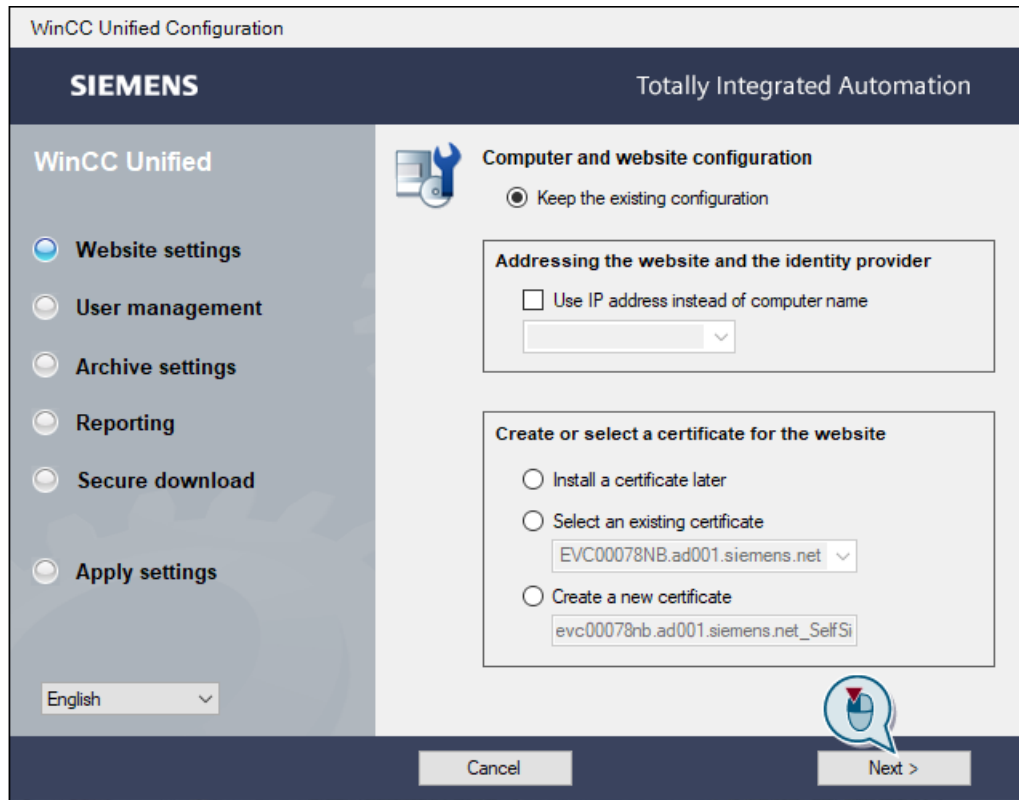 WinCC Unified Configuration
SIEMENS
Totally Integrated Automation
WinCC Unified
Website settings
User management
Archive settings
Reporting
Secure download
Apply settings
English
Computer and website configuration
Keep the existing configuration
Addressing the website and the identity provider
Use IP address instead of computer name
Create or select a certificate for the website
Install a certificate later
Select an existing certificate
EVC00078NB.ad001.siemens.net
Create a new certificate
evc00078nb.ad001.siemens.net_SelfSi
Cancel
Next >